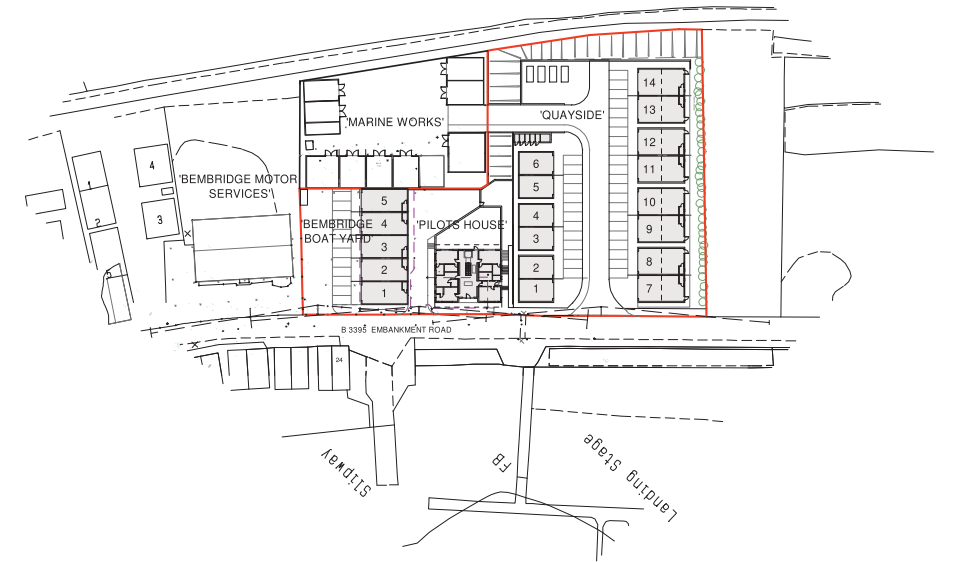 'MARINE WORKS'
'QUAYSIDE'
14
13
12
11
10
9
8
7
6
5
4
3
2
1
4
3
1
2
'BEMBRIDGE MOTOR
SERVICES'
'BEMBRIDGE
BOAT YARD'
5
4
3
2
1
'PILOTS HOUSE'
B 3395 EMBANKMENT ROAD
24
Slipway
FB
Landing Stage